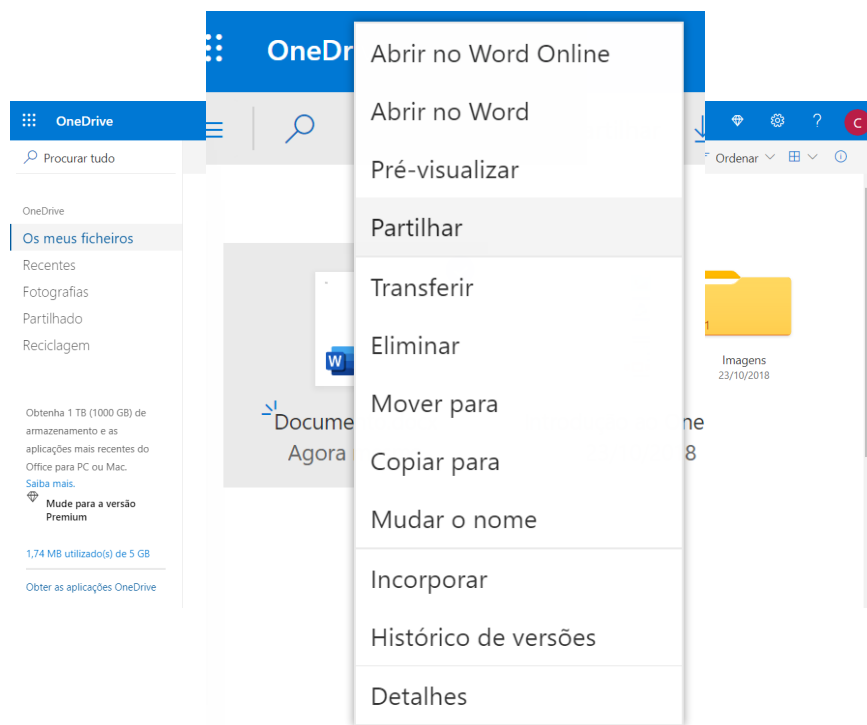 OneDrive
Procurar tudo
OneDrive
Os meus ficheiros
Recentes
Fotografias
Partilhado
Reciclagem
Obtenha 1 TB (1000 GB) de
armazenamento e as
aplicações mais recentes do
Office para PC ou Mac.
Saiba mais.
Mude para a versão
Premium
1,74 MB utilizado(s) de 5 GB
Obter as aplicações OneDrive
OneDr
W
Docume
Agora
Abrir no Word Online
Abrir no Word
Pré-visualizar
Partilhar
Transferir
Eliminar
Mover para
Copiar para
Mudar o nome
Incorporar
Histórico de versões
Detalhes
ne
8
? C
Ordenar
1
Imagens
23/10/2018